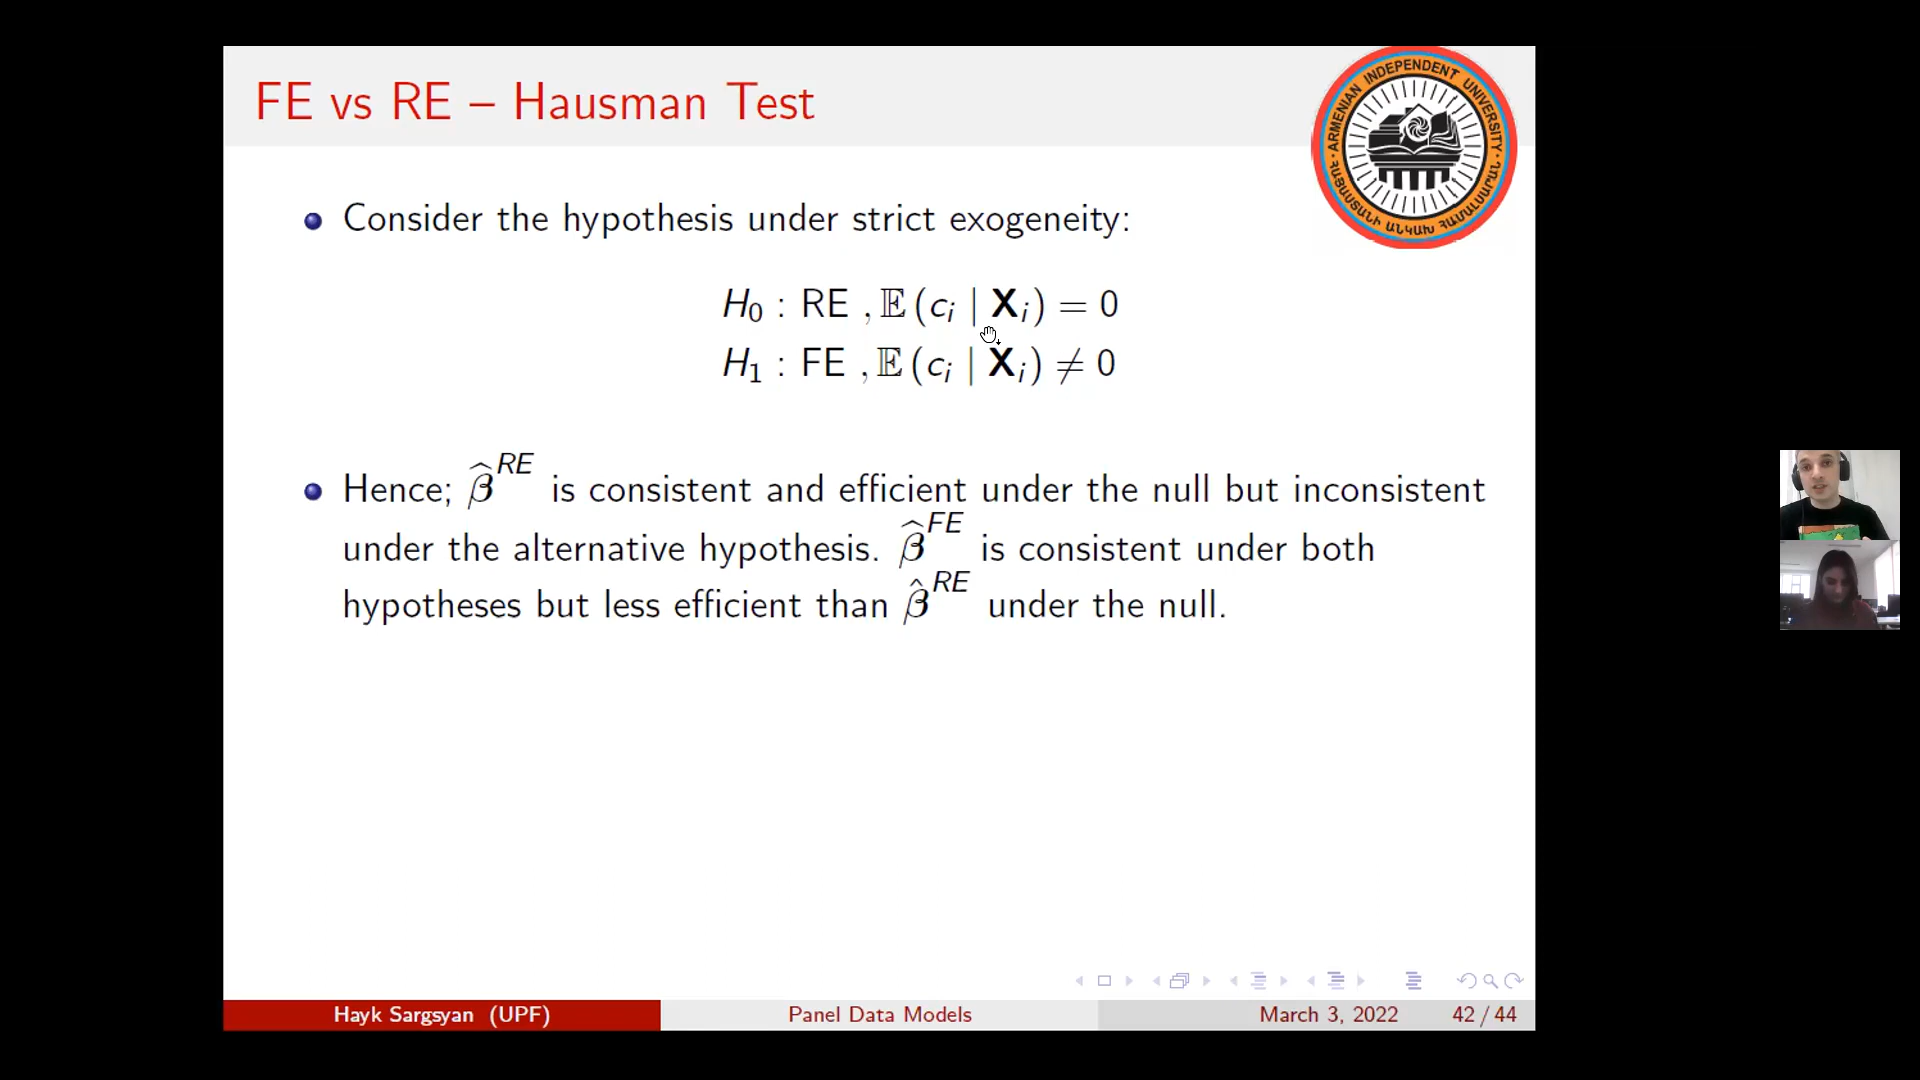 FE vs RE – Hausman Test
ARMENIAN INDEPENDENT UNIVERSITY
ՀԱՅԱՍՏԱՆԻ ԱՆԿԱԽ ՀԱՄԱԼՍԱՐԱՆ
Consider the hypothesis under strict exogeneity:
H₀ : RE , 𝔼 (cᵢ | 𝐗ᵢ) = 0
H₁ : FE , 𝔼 (cᵢ | 𝐗ᵢ) ≠ 0
Hence; β̂^RE is consistent and efficient under the null but inconsistent
under the alternative hypothesis. β̂^FE is consistent under both
hypotheses but less efficient than β̂^RE under the null.
Hayk Sargsyan (UPF) Panel Data Models March 3, 2022 42 / 44